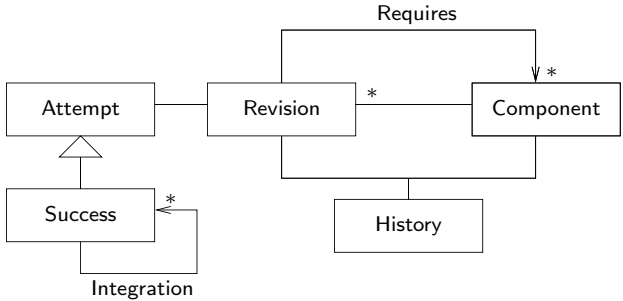 Requires
*
Attempt
Revision
*
Component
Success
*
History
Integration